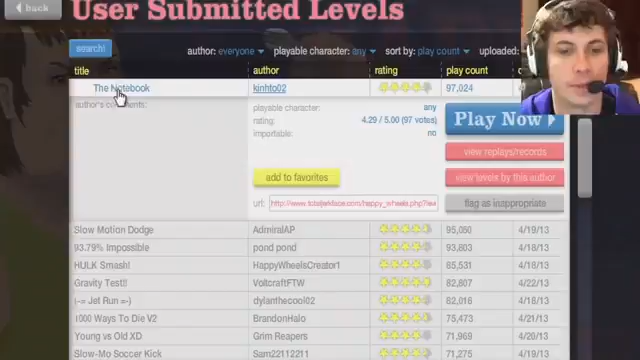 back
User Submitted Levels
search!
author: everyone playable character: any sort by: play count uploaded:
title author rating play count
The Notebook kinhto02 97,024
author's comments:
playable character: any
rating: 4.29 / 5.00 (97 votes)
importable: no
Play Now
view replays/records
add to favorites
view levels by this author
url:
flag as inappropriate
Slow Motion Dodge AdmiralAP 95,050 4/19/13
93.79% Impossible pond pond 93,803 4/18/13
HULK Smash! HappyWheelsCreator1 85,531 4/18/13
Gravity Test!! VoltcraftFTW 82,807 4/22/13
(-= Jet Run =-) dylanthecool02 82,016 4/18/13
1000 Ways To Die V2 BrandonHalo 75,473 4/21/13
Young vs Old XD Grim Reapers 71,969 4/20/13
Slow-Mo Soccer Kick Sam22112211 71,275 4/19/13